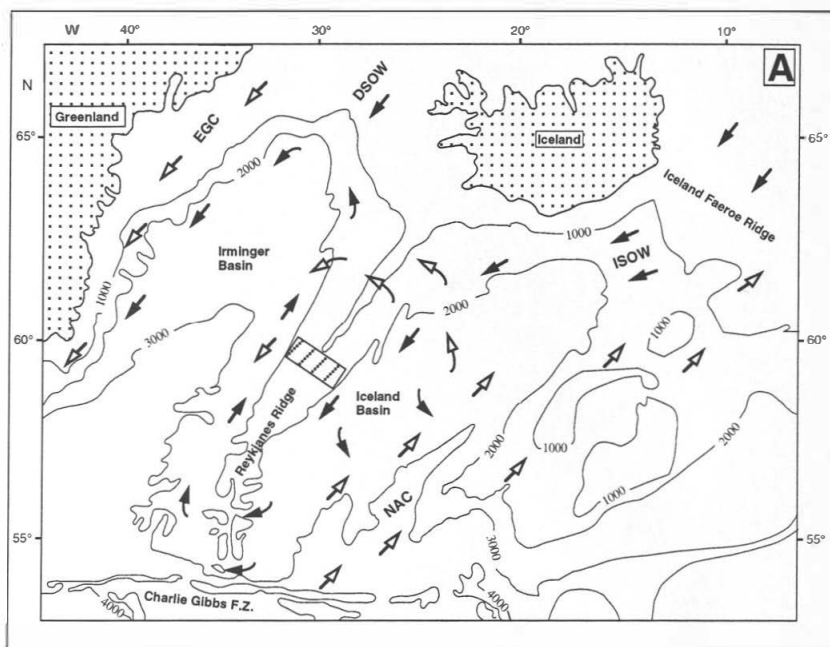 W 40° 30° 20° 10°
A
N
DSOW
Greenland
EGC
65°
Iceland
65°
2000
Iceland Faeroe Ridge
1000
Irminger
Basin
ISOW
1000
2000
3000
1000
60°
60°
Iceland
Basin
Reykjanes Ridge
2000
1000
2000
1000
NAC
55°
3000
55°
Charlie Gibbs F.Z.
4000
4000